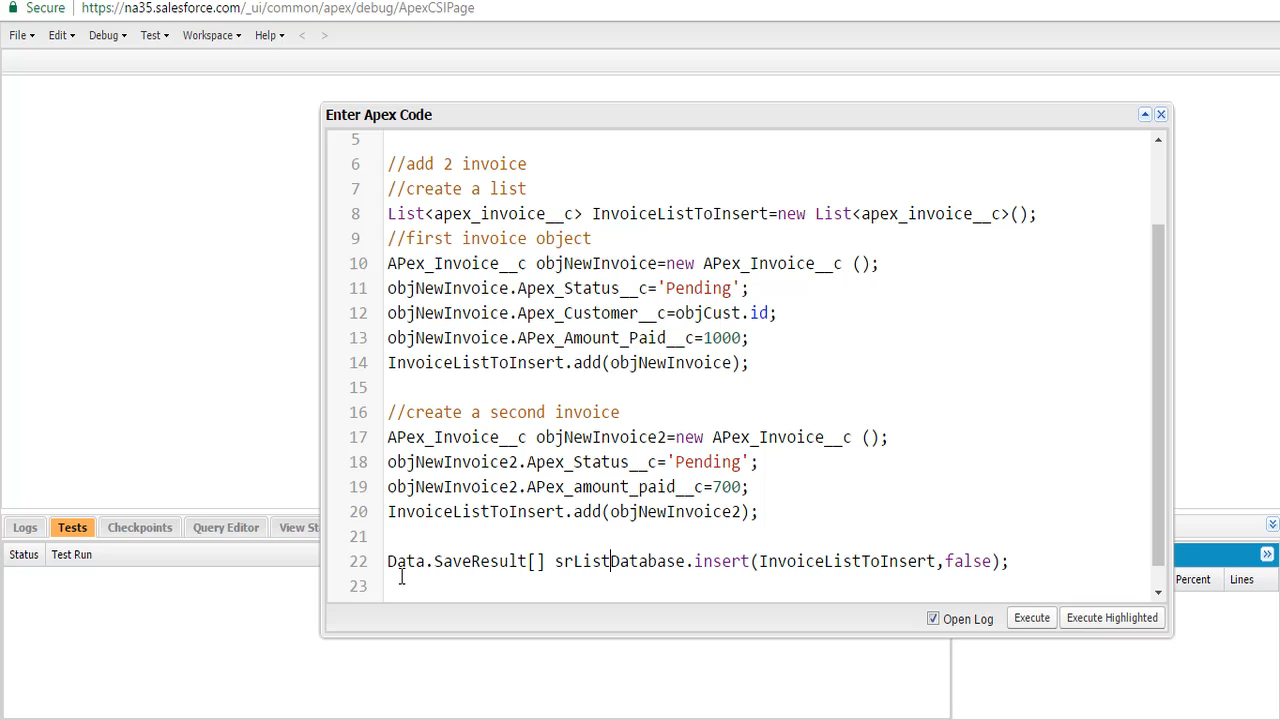 Secure https://na35.salesforce.com/_ui/common/apex/debug/ApexCSIPage
File Edit Debug Test Workspace Help < >
Enter Apex Code
5
6 //add 2 invoice
7 //create a list
8 List<apex_invoice__c> InvoiceListToInsert=new List<apex_invoice__c>();
9 //first invoice object
10 APex_Invoice__c objNewInvoice=new APex_Invoice__c ();
11 objNewInvoice.Apex_Status__c='Pending';
12 objNewInvoice.Apex_Customer__c=objCust.id;
13 objNewInvoice.APex_Amount_Paid__c=1000;
14 InvoiceListToInsert.add(objNewInvoice);
15
16 //create a second invoice
17 APex_Invoice__c objNewInvoice2=new APex_Invoice__c ();
18 objNewInvoice2.Apex_Status__c='Pending';
19 objNewInvoice2.APex_amount_paid__c=700;
20 InvoiceListToInsert.add(objNewInvoice2);
21
22 Data.SaveResult[] srListDatabase.insert(InvoiceListToInsert,false);
23
Logs Tests Checkpoints Query Editor View St
Status Test Run
Percent Lines
Open Log Execute Execute Highlighted